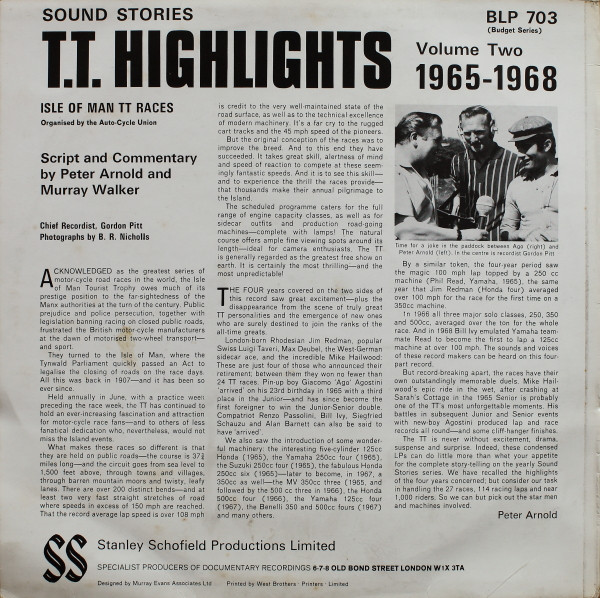 SOUND STORIES
BLP 703
(Budget Series)
T.T. HIGHLIGHTS
Volume Two
1965-1968
ISLE OF MAN TT RACES
Organised by the Auto-Cycle Union
Script and Commentary
by Peter Arnold and
Murray Walker
Chief Recordist, Gordon Pitt
Photographs by B. R. Nicholls
ACKNOWLEDGED as the greatest series of
motor-cycle road races in the world, the Isle
of Man Tourist Trophy owes much of its
prestige position to the far-sightedness of the
Manx authorities at the turn of the century. Public
prejudice and police persecution, together with
legislation banning racing on closed public roads,
frustrated the British motor-cycle manufacturers
at the dawn of motorised two-wheel transport—
and sport.
They turned to the Isle of Man, where the
Tynwald Parliament quickly passed an Act to
legalise the closing of roads on the race days.
All this was back in 1907—and it has been so
ever since.
Held annually in June, with a practice week
preceding the race week, the TT has continued to
hold an ever-increasing fascination and attraction
for motor-cycle race fans—and to others of less
fanatical dedication who, nevertheless, would not
miss the Island events.
What makes these races so different is that
they are held on public roads—the course is 37¾
miles long—and the circuit goes from sea level to
1,500 feet above, through towns and villages,
through barren mountain moors and twisty, leafy
lanes. There are over 200 distinct bends—and at
least two very fast straight stretches of road
where speeds in excess of 150 mph are reached.
That the record average lap speed is over 108 mph
is credit to the very well-maintained state of the
road surface, as well as to the technical excellence
of modern machinery. It's a far cry to the rugged
cart tracks and the 45 mph speed of the pioneers.
But the original conception of the races was to
improve the breed. And to this end they have
succeeded. It takes great skill, alertness of mind
and speed of reaction to compete at these seem-
ingly fantastic speeds. And it is to see this skill—
and to experience the thrill the races provide—
that thousands make their annual pilgrimage to
the Island.
The scheduled programme caters for the full
range of engine capacity classes, as well as for
sidecar outfits and production road-going
machines—complete with lamps! The natural
course offers ample fine viewing spots around its
length—ideal for camera enthusiasts. The TT
is generally regarded as the greatest free show on
earth. It is certainly the most thrilling—and the
most unpredictable!
THE FOUR years covered on the two sides of
this record saw great excitement—plus the
disappearance from the scene of truly great
TT personalities and the emergence of new ones
who are surely destined to join the ranks of the
all-time greats.
London-born Rhodesian Jim Redman, popular
Swiss Luigi Taveri, Max Deubel, the West-German
sidecar ace, and the incredible Mike Hailwood:
These are just four of those who announced their
retirement; between them they won no fewer than
24 TT races. Pin-up boy Giacomo 'Ago' Agostini
'arrived' on his 23rd birthday in 1965 with a third
place in the Junior—and has since become the
first foreigner to win the Junior-Senior double.
Compatriot Renzo Passolini, Bill Ivy, Siegfried
Schauzu and Alan Barnett can also be said to
have 'arrived'.
We also saw the introduction of some wonder-
ful machinery: the interesting five-cylinder 125cc
Honda (1965), the Yamaha 250cc four (1965),
the Suzuki 250cc four (1965), the fabulous Honda
250cc six (1965)—later to become, in 1967, a
350cc as well—the MV 350cc three (1965, and
followed by the 500 cc three in 1966), the Honda
500cc four (1966), the Yamaha 125cc four
(1967), the Benelli 350 and 500cc fours (1967)
and many others.
Time for a joke in the paddock between Ago (right) and
Peter Arnold (left). In the centre is recordist Gordon Pitt
By a similar token, the four-year period saw
the magic 100 mph lap topped by a 250 cc
machine (Phil Read, Yamaha, 1965), the same
year that Jim Redman (Honda four) averaged
over 100 mph for the race for the first time on a
350cc machine.
In 1966 all three major solo classes, 250, 350
and 500cc, averaged over the ton for the whole
race. And in 1968 Bill Ivy emulated Yamaha team-
mate Read to become the first to lap a 125cc
machine at over 100 mph. The sounds and voices
of these record makers can be heard on this four-
part record.
But record-breaking apart, the races have their
own outstandingly memorable duels. Mike Hail-
wood's epic ride in the wet, after crashing at
Sarah's Cottage in the 1965 Senior is probably
one of the TT's most unforgettable moments. His
battles in subsequent Junior and Senior events
with new-boy Agostini produced lap and race
records all round—and some cliff-hanger finishes.
The TT is never without excitement, drama,
suspense and surprise. Indeed, these condensed
LPs can do little more than whet your appetite
for the complete story-telling on the yearly Sound
Stories series. We have recalled the highlights
of the four years concerned; but consider our task
in handling the 27 races, 114 racing laps and near
1,000 riders. So we can but pick out the star men
and machines involved.
Peter Arnold
SS
Stanley Schofield Productions Limited
SPECIALIST PRODUCERS OF DOCUMENTARY RECORDINGS 6-7-8 OLD BOND STREET LONDON W1X 3TA
Designed by Murray Evans Associates Ltd Printed by West Brothers · Printers · Limited